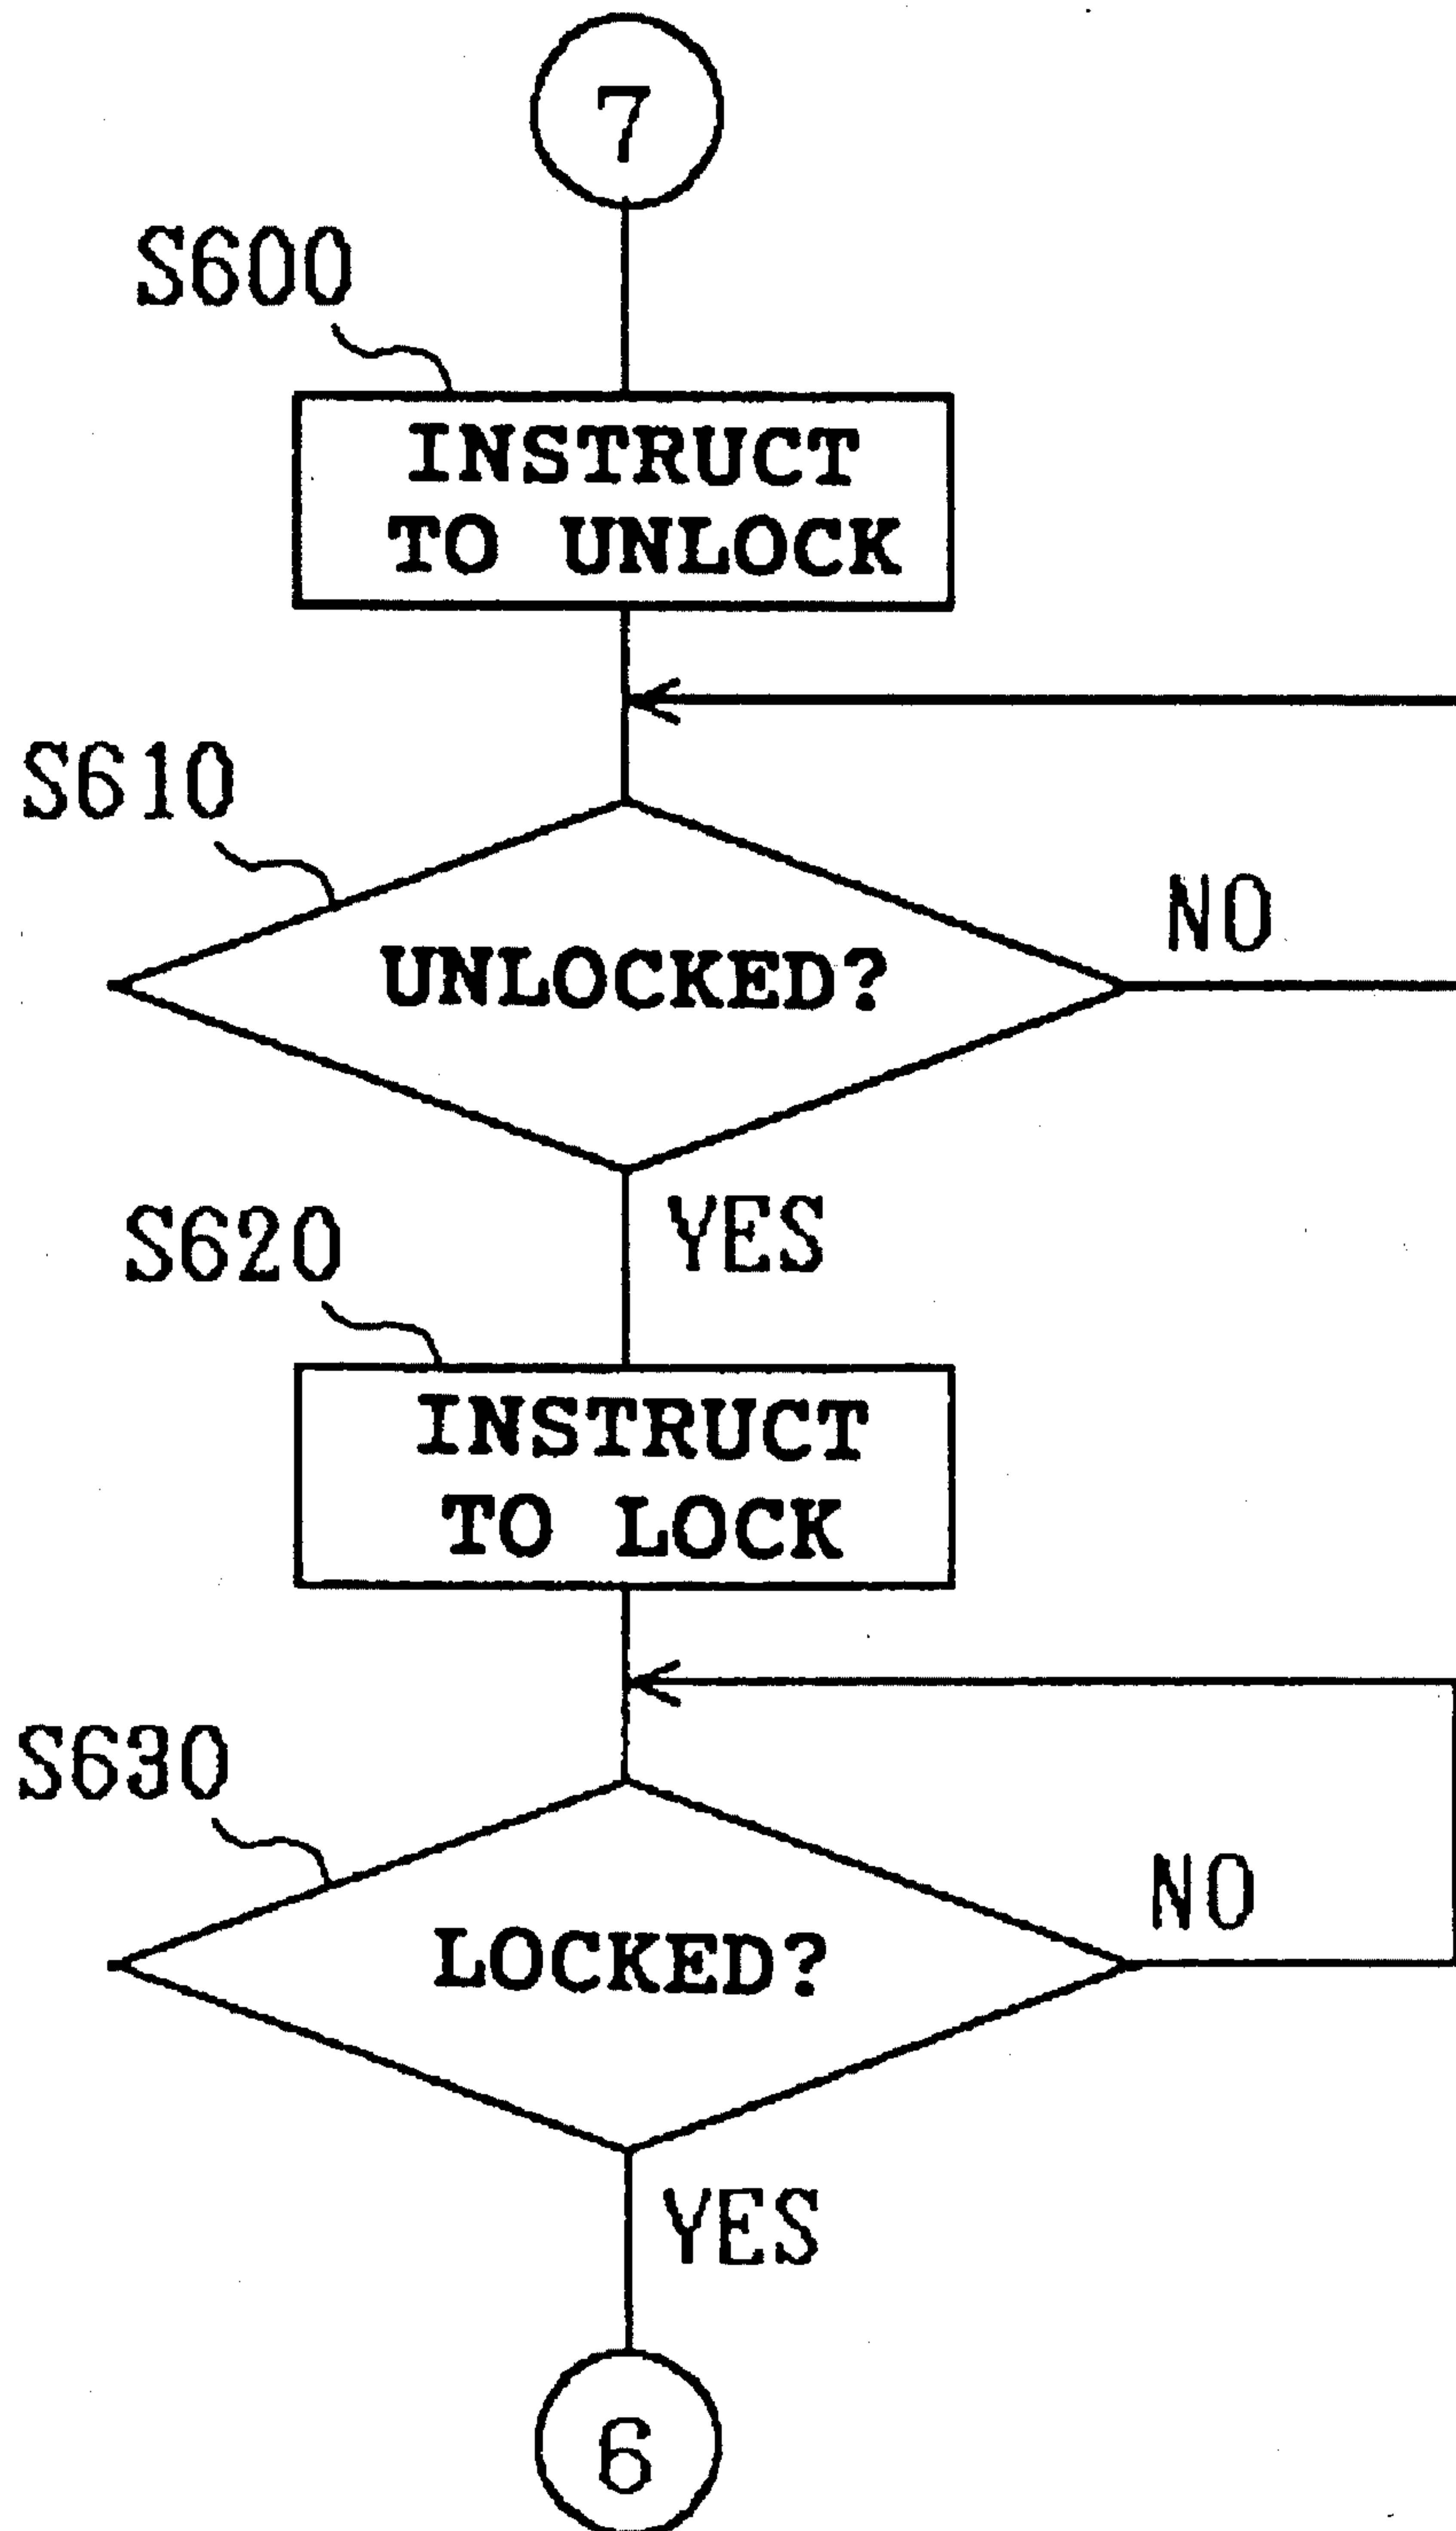 7
S600
INSTRUCT
TO UNLOCK
S610
UNLOCKED?
NO
YES
S620
INSTRUCT
TO LOCK
S630
LOCKED?
NO
YES
6